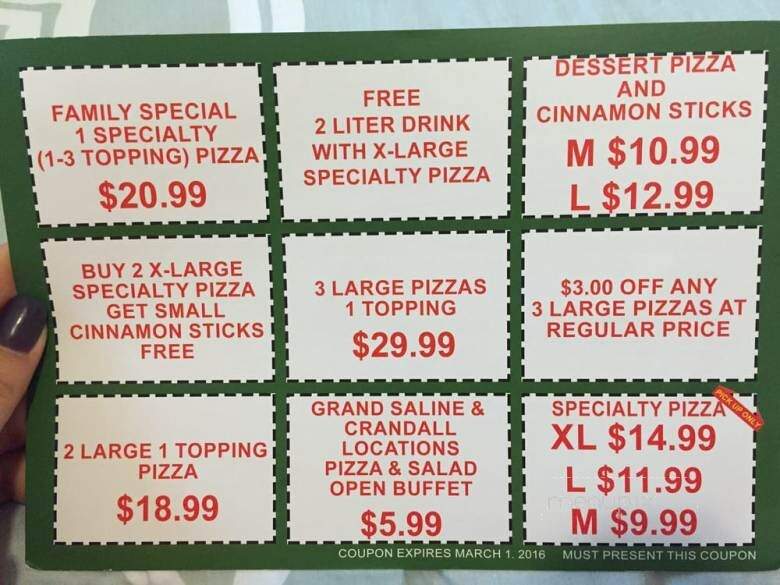 FAMILY SPECIAL
1 SPECIALTY
(1-3 TOPPING) PIZZA
$20.99
FREE
2 LITER DRINK
WITH X-LARGE
SPECIALTY PIZZA
DESSERT PIZZA
AND
CINNAMON STICKS
M $10.99
L $12.99
BUY 2 X-LARGE
SPECIALTY PIZZA
GET SMALL
CINNAMON STICKS
FREE
3 LARGE PIZZAS
1 TOPPING
$29.99
$3.00 OFF ANY
3 LARGE PIZZAS AT
REGULAR PRICE
2 LARGE 1 TOPPING
PIZZA
$18.99
GRAND SALINE &
CRANDALL
LOCATIONS
PIZZA & SALAD
OPEN BUFFET
$5.99
PICK UP ONLY
SPECIALTY PIZZA
XL $14.99
L $11.99
M $9.99
COUPON EXPIRES MARCH 1. 2016 MUST PRESENT THIS COUPON